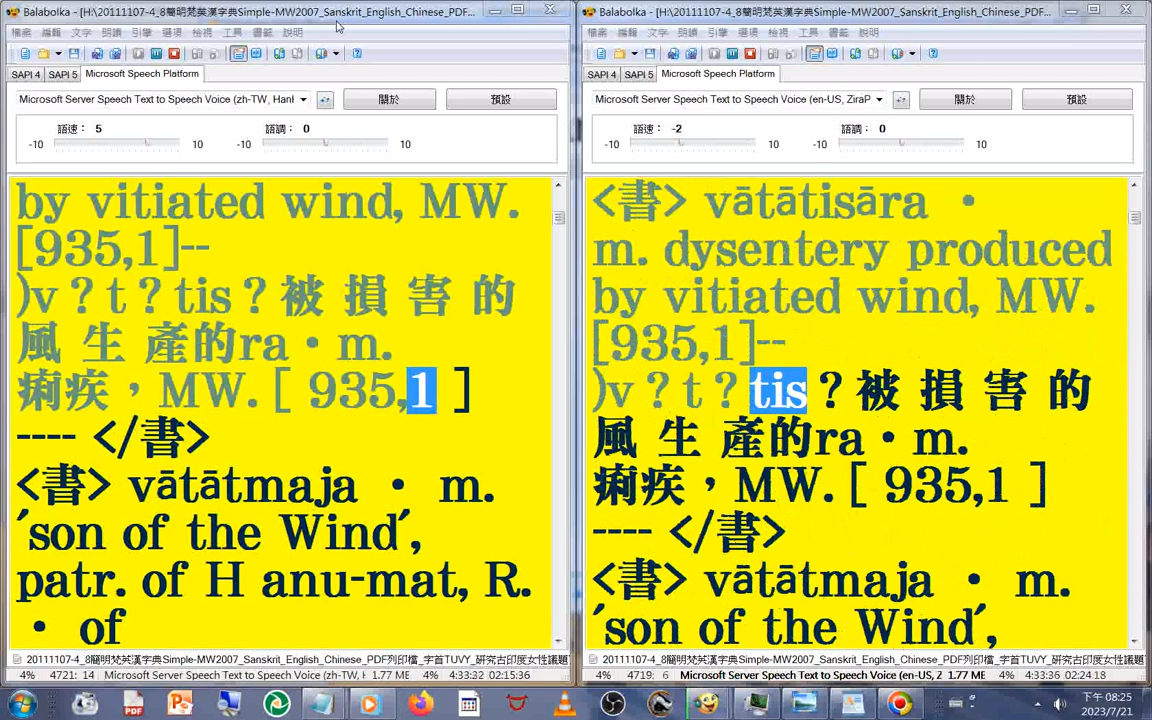 Balabolka - [H:\20111107-4_8簡明梵英漢字典Simple-MW2007_Sanskrit_English_Chinese_PDF...
檔案 編輯 文字 朗讀 引擎 選項 檢視 工具 書籤 說明
SAPI 4 SAPI 5 Microsoft Speech Platform
Microsoft Server Speech Text to Speech Voice (zh-TW, Hanl 關於 預設
語速： 5 語調： 0
-10 10 -10 10
by vitiated wind, MW.
[935,1]--
)v？t？tis？被 損 害 的
風 生 產的ra・m.
痢疾，MW.[ 935,1 ]
---- </書>
<書> vātātmaja ・ m.
'son of the Wind',
patr. of H anu-mat, R.
・ of
20111107-4_8簡明梵英漢字典Simple-MW2007_Sanskrit_English_Chinese_PDF列印檔_字首TUVY_研究古印度女性議題
4% 4721: 14 Microsoft Server Speech Text to Speech Voice (zh-TW, H 1.77 ME 4% 4:33:32 02:15:36
Balabolka - [H:\20111107-4_8簡明梵英漢字典Simple-MW2007_Sanskrit_English_Chinese_PDF...
檔案 編輯 文字 朗讀 引擎 選項 檢視 工具 書籤 說明
SAPI 4 SAPI 5 Microsoft Speech Platform
Microsoft Server Speech Text to Speech Voice (en-US, ZiraP 關於 預設
語速： -2 語調： 0
-10 10 -10 10
<書> vātātisāra ・
m. dysentery produced
by vitiated wind, MW.
[935,1]--
)v？t？tis？被 損 害 的
風 生 產的ra・m.
痢疾，MW.[ 935,1 ]
---- </書>
<書> vātātmaja ・ m.
'son of the Wind',
20111107-4_8簡明梵英漢字典Simple-MW2007_Sanskrit_English_Chinese_PDF列印檔_字首TUVY_研究古印度女性議題
4% 4719: 6 Microsoft Server Speech Text to Speech Voice (en-US, Z 1.77 ME 4% 4:33:36 02:24:18
下午 08:25
2023/7/21